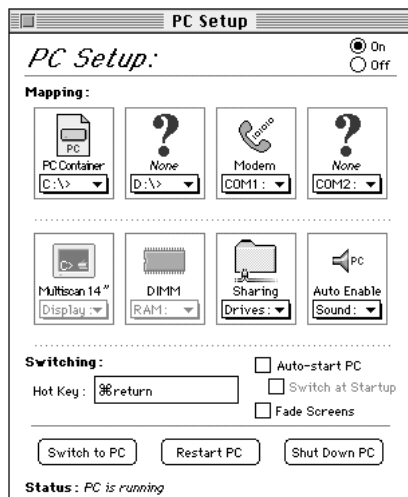 PC Setup
PC Setup:
On
Off
Mapping:
PC
PC Container
C:\>
None
D:\>
Modem
COM1:
None
COM2:
Multiscan 14"
Display:
DIMM
RAM:
Sharing
Drives:
PC
Auto Enable
Sound:
Switching:
Hot Key: ⌘return
Auto-start PC
Switch at Startup
Fade Screens
Switch to PC
Restart PC
Shut Down PC
Status: PC is running